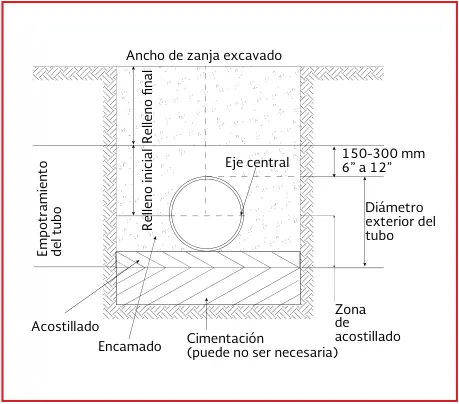 Ancho de zanja excavado
Relleno final
Relleno inicial
Eje central
150-300 mm
6” a 12”
Empotramiento
del tubo
Diámetro
exterior del
tubo
Acostillado
Encamado
Cimentación
(puede no ser necesaria)
Zona
de
acostillado